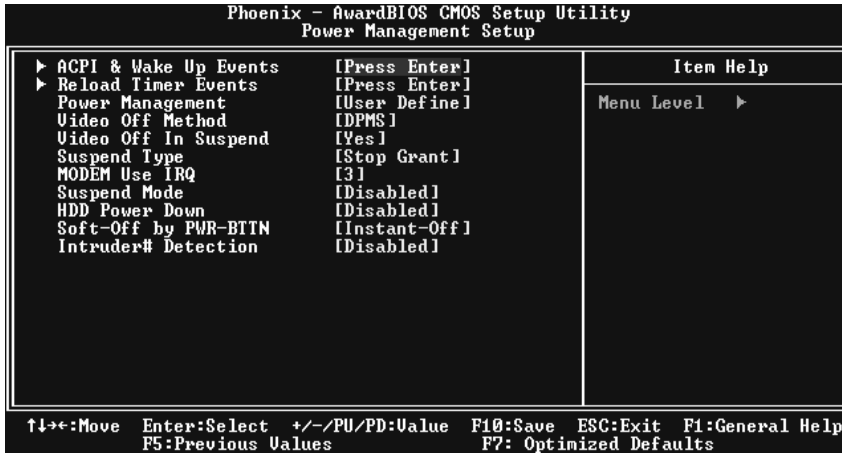 Phoenix - AwardBIOS CMOS Setup Utility
Power Management Setup
▶ ACPI & Wake Up Events [Press Enter]
▶ Reload Timer Events [Press Enter]
Power Management [User Define]
Video Off Method [DPMS]
Video Off In Suspend [Yes]
Suspend Type [Stop Grant]
MODEM Use IRQ [3]
Suspend Mode [Disabled]
HDD Power Down [Disabled]
Soft-Off by PWR-BTTN [Instant-Off]
Intruder# Detection [Disabled]
Item Help
Menu Level ▶
↑↓→←:Move Enter:Select +/-/PU/PD:Value F10:Save ESC:Exit F1:General Help
F5:Previous Values F7: Optimized Defaults